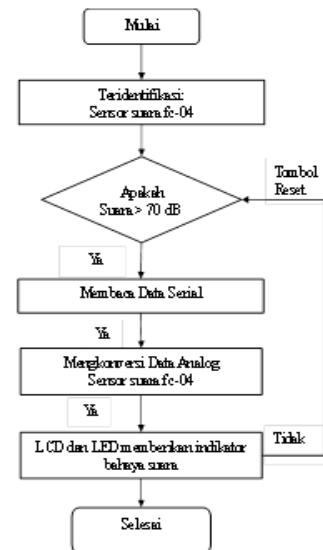 Mulai
Teridentifikasi:
Sensor suara fc-04
Apakah
Suara > 70 dB
Tombol
Reset
Ya
Membaca Data Serial
Ya
Mengkonversi Data Analog
Sensor suara fc-04
Ya
LCD dan LED memberikan indikator
bahaya suara
Tidak
Selesai